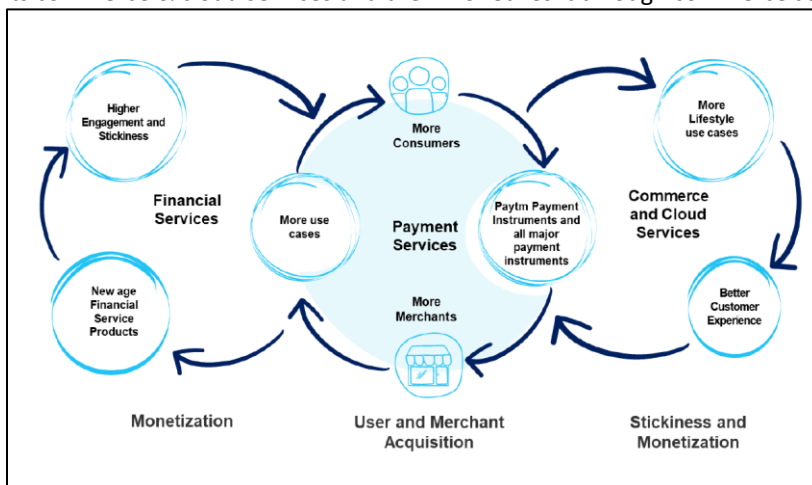 Higher
Engagement and
Stickiness
Financial
Services
New age
Financial
Service
Products
More use
cases
More
Consumers
Payment
Services
More
Merchants
Paytm Payment
Instruments and
all major
payment
instruments
More
Lifestyle
use cases
Commerce
and Cloud
Services
Better
Customer
Experience
Monetization
User and Merchant
Acquisition
Stickiness and
Monetization